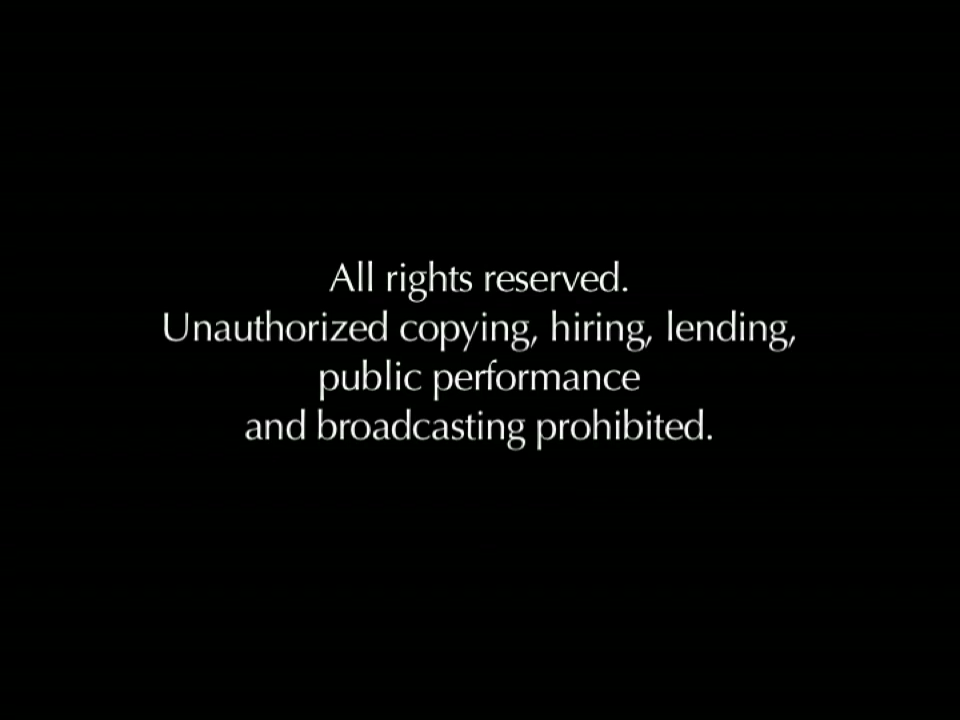 All rights reserved.
Unauthorized copying, hiring, lending,
public performance
and broadcasting prohibited.